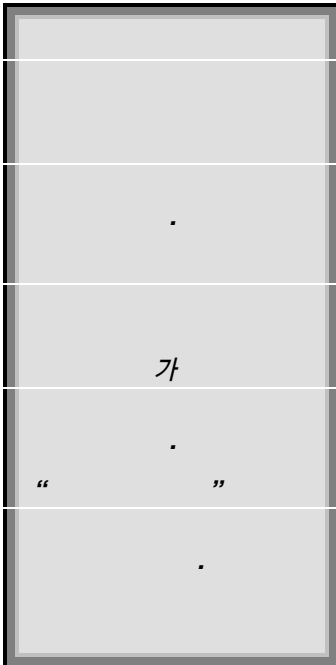 .
가
.
“ ”
.